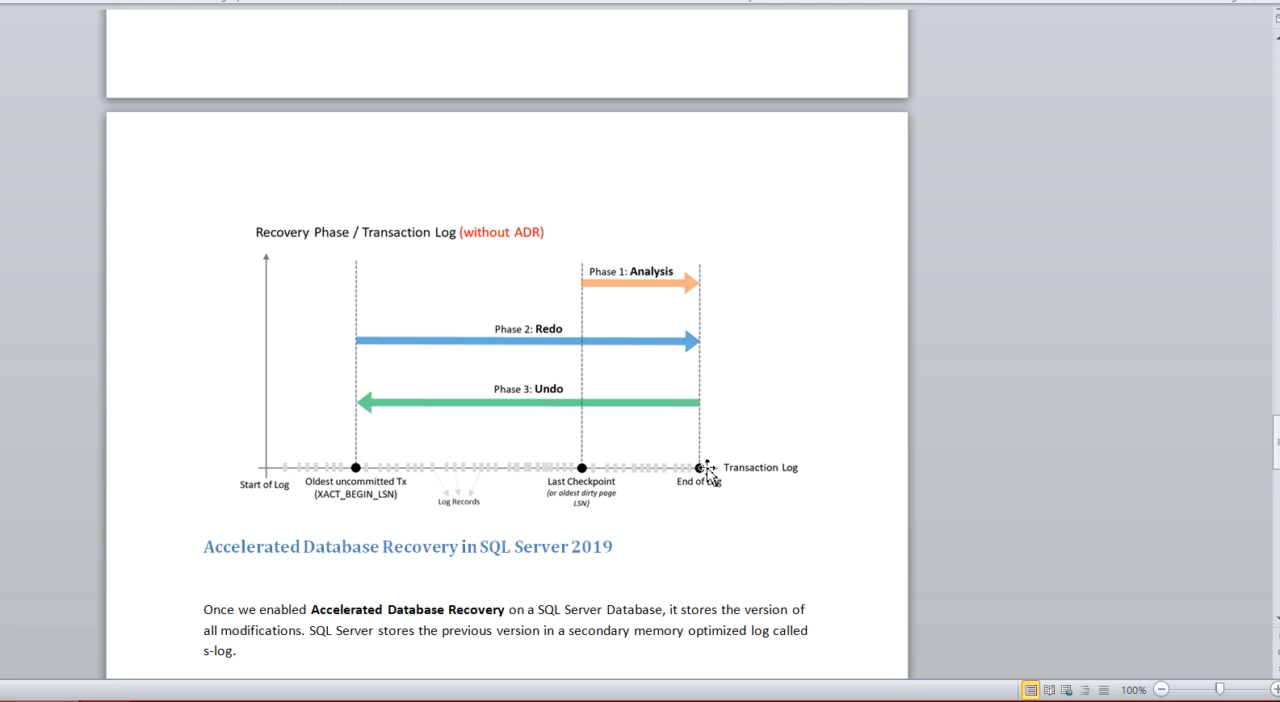 Recovery Phase / Transaction Log (without ADR)
Phase 1: Analysis
Phase 2: Redo
Phase 3: Undo
Transaction Log
Start of Log
Oldest uncommitted Tx
(XACT_BEGIN_LSN)
Log Records
Last Checkpoint
(or oldest dirty page
LSN)
End of Log
Accelerated Database Recovery in SQL Server 2019
Once we enabled Accelerated Database Recovery on a SQL Server Database, it stores the version of
all modifications. SQL Server stores the previous version in a secondary memory optimized log called
s-log.
100%